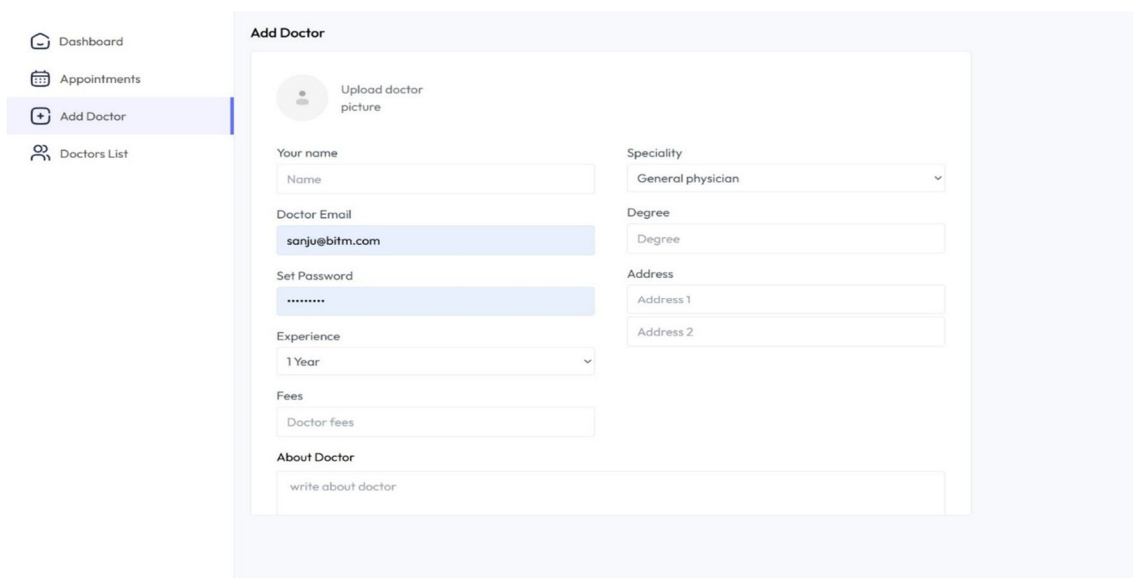 Dashboard
Appointments
Add Doctor
Doctors List
Add Doctor
Upload doctor
picture
Your name
Name
Doctor Email
sanju@bitm.com
Set Password
•••••••••
Experience
1 Year
Fees
Doctor fees
Speciality
General physician
Degree
Degree
Address
Address 1
Address 2
About Doctor
write about doctor